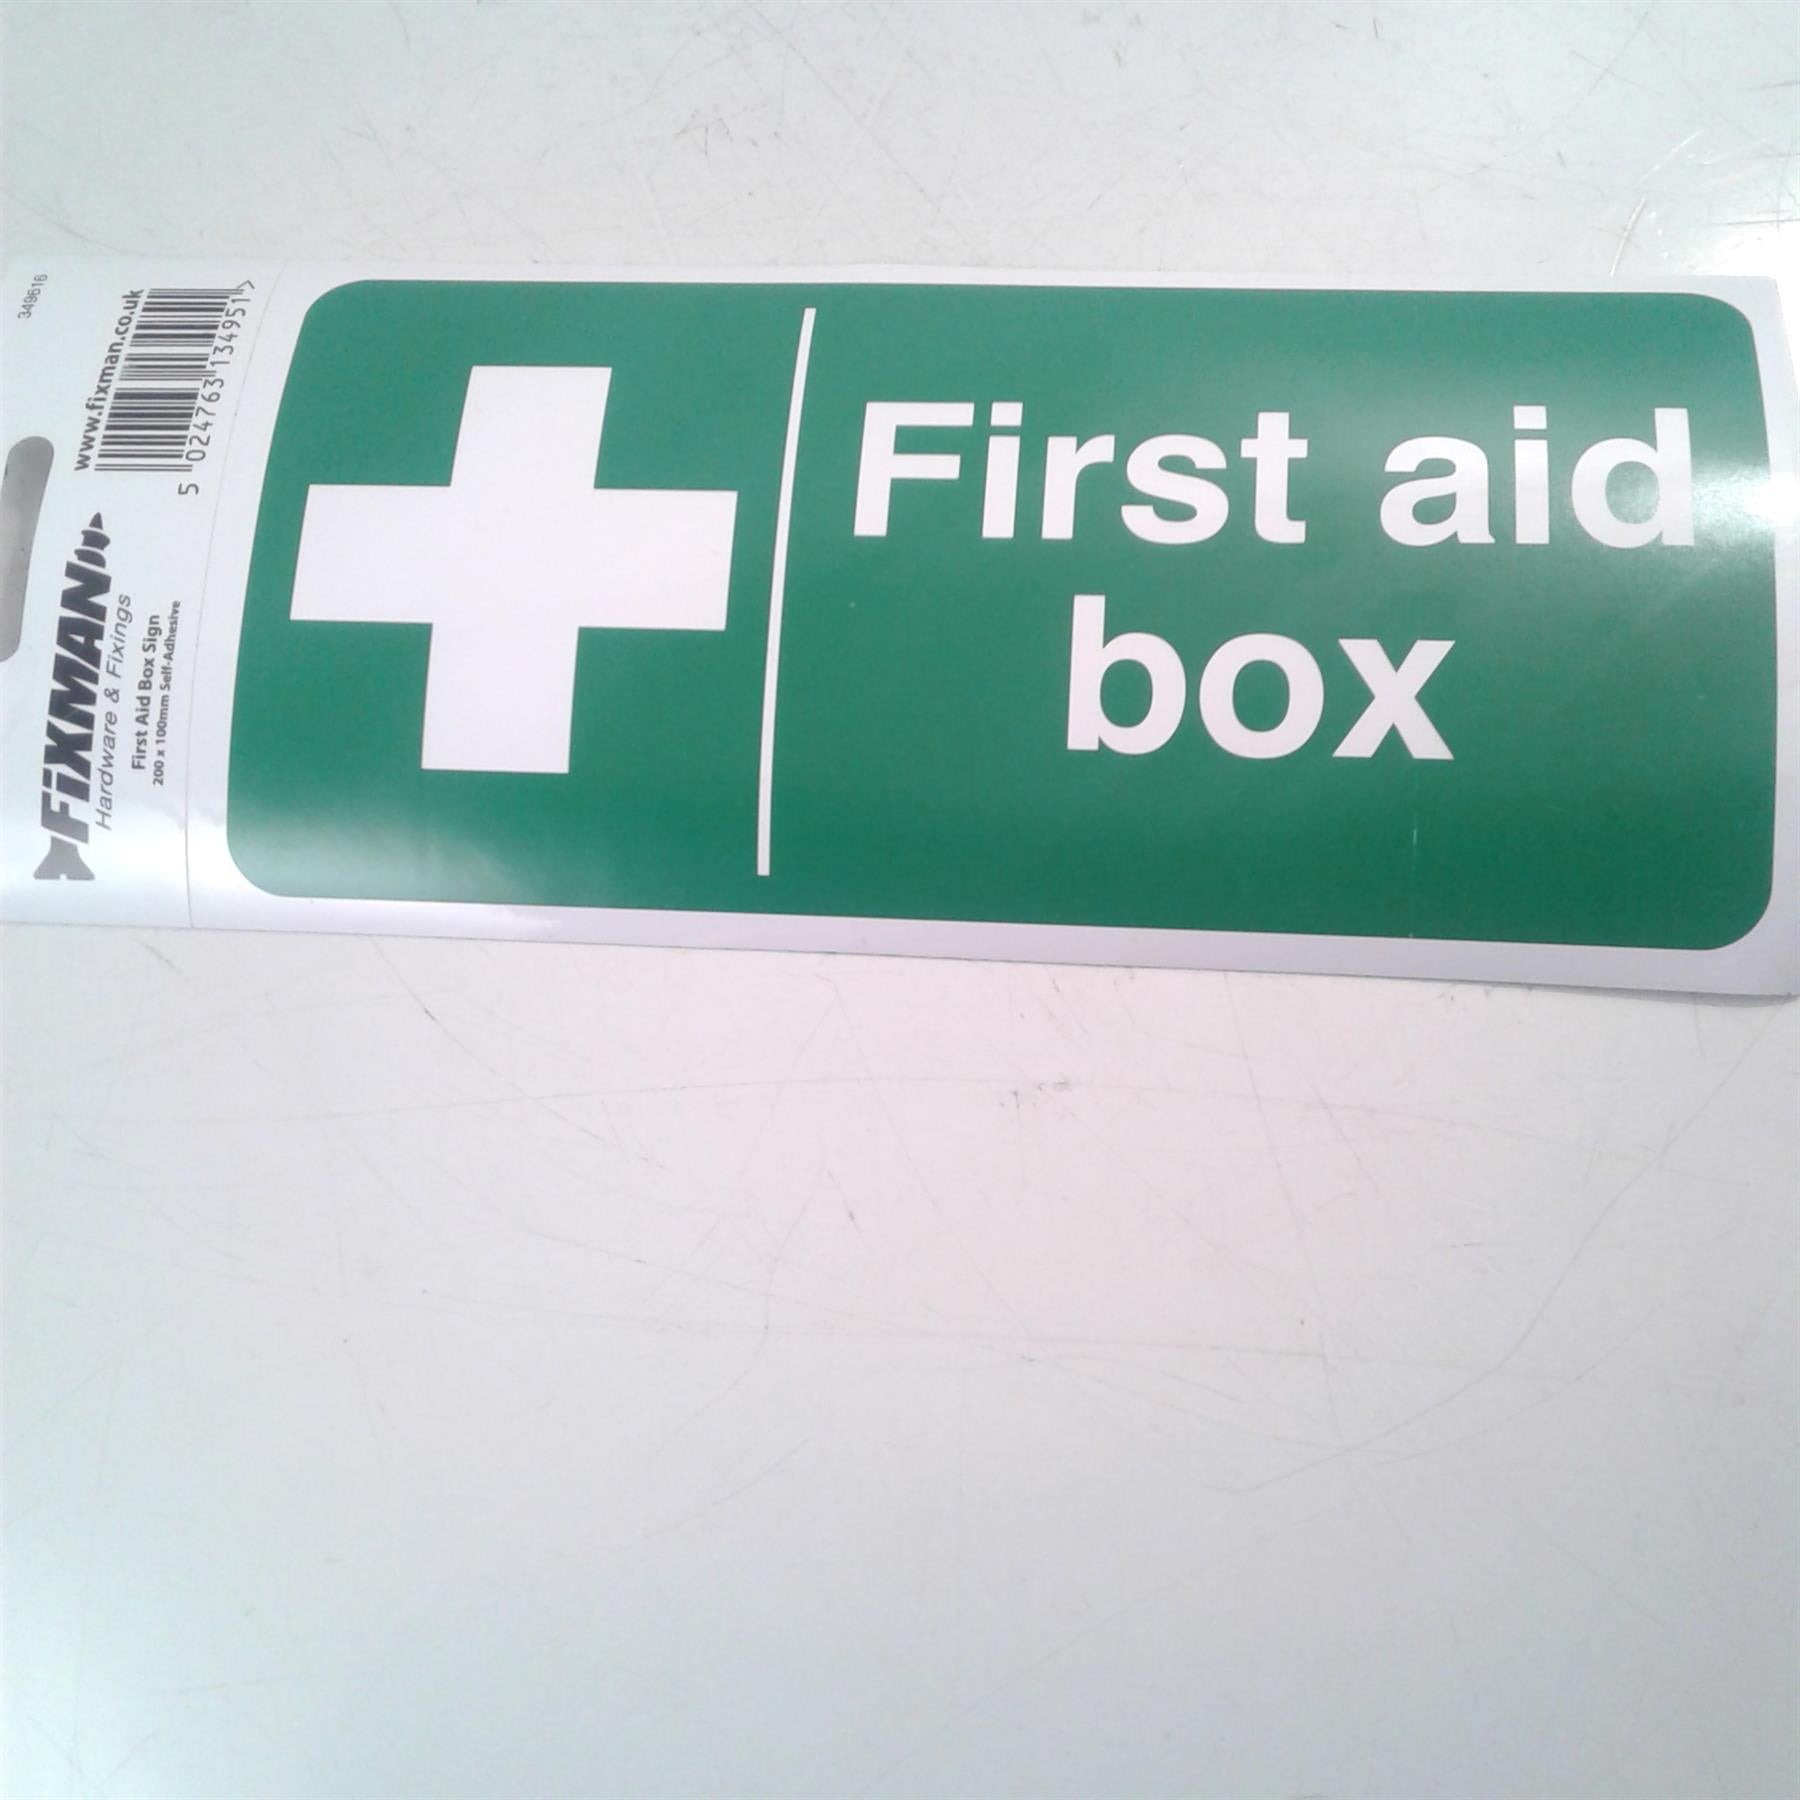 First aid
box
FiXMAN
Hardware & Fixings
First Aid Box Sign
200 x 100mm Self-Adhesive
www.fixman.co.uk
5 024763 134951 >
349616